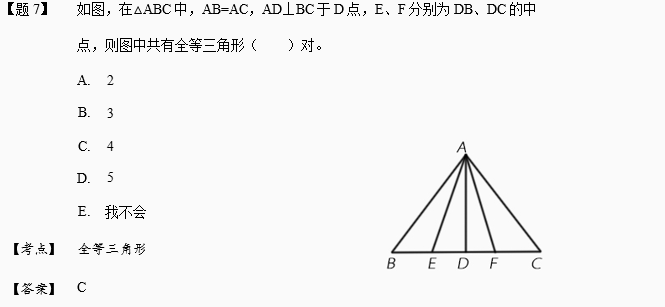 【题 7】 如图，在△ABC 中，AB=AC，AD⊥BC 于 D 点，E、F 分别为 DB、DC 的中
点，则图中共有全等三角形（ ）对。
A. 2
B. 3
C. 4
D. 5
E. 我不会
A
B E D F C
【考点】 全等三角形
【答案】 C